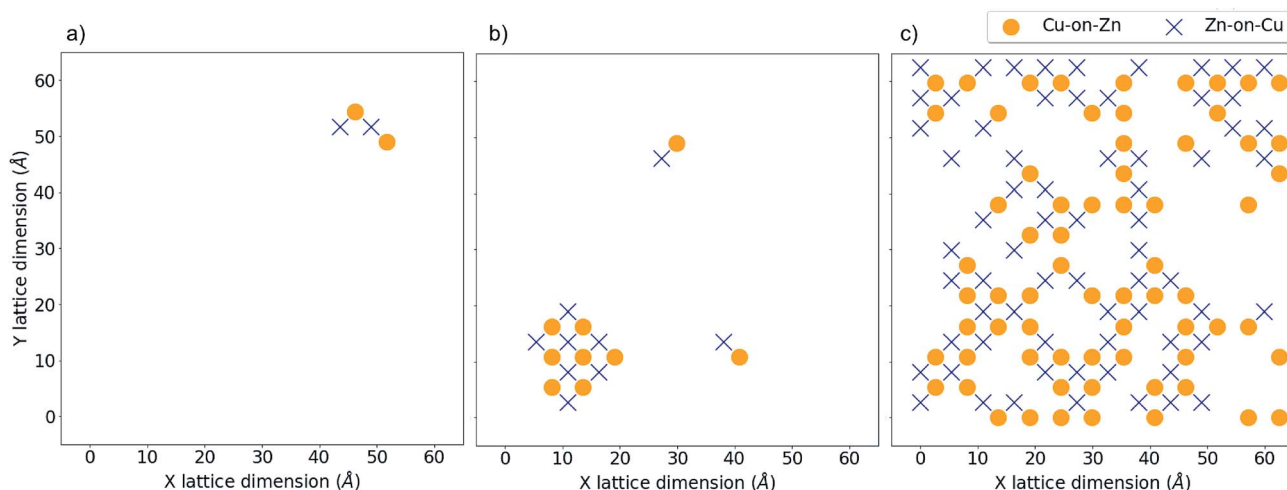 Cu-on-Zn Zn-on-Cu
a) b) c)
Y lattice dimension (Å)
60
50
40
30
20
10
0
0 10 20 30 40 50 60
X lattice dimension (Å)
0 10 20 30 40 50 60
X lattice dimension (Å)
0 10 20 30 40 50 60
X lattice dimension (Å)